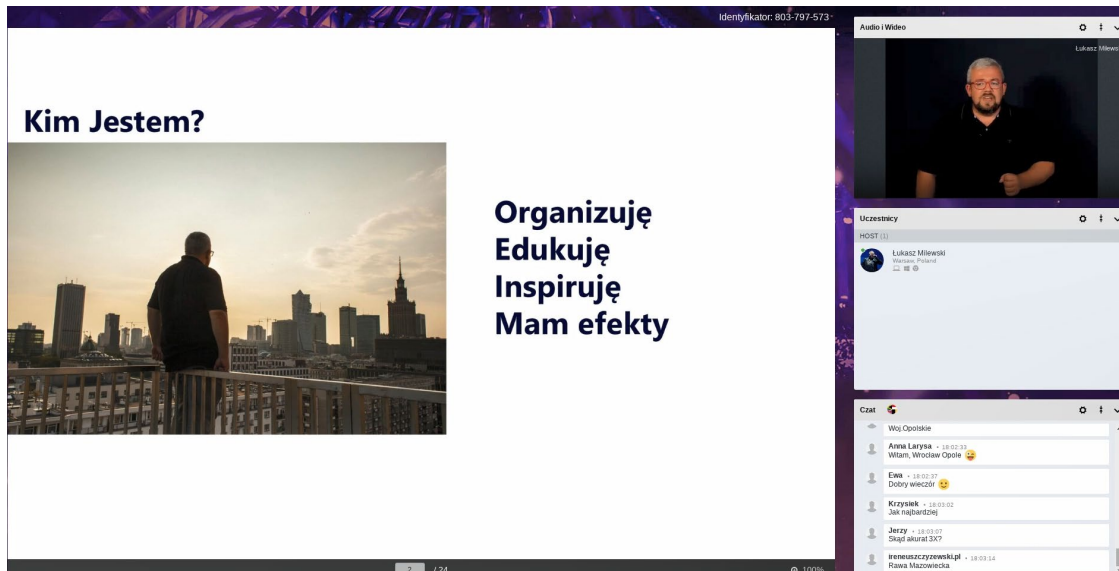 Identyfikator: 803-797-573
Kim Jestem?
Organizuję
Edukuję
Inspiruję
Mam efekty
2 / 24
100%
Audio i Wideo
Łukasz Milews
Uczestnicy
HOST (1)
Łukasz Milewski
Warsaw, Poland
Czat
Woj.Opolskie
Anna Larysa • 18:02:33
Witam, Wrocław Opole
Ewa • 18:02:37
Dobry wieczór
Krzysiek • 18:03:02
Jak najbardziej
Jerzy • 18:03:07
Skąd akurat 3X?
ireneuszczyzewski.pl • 18:03:14
Rawa Mazowiecka